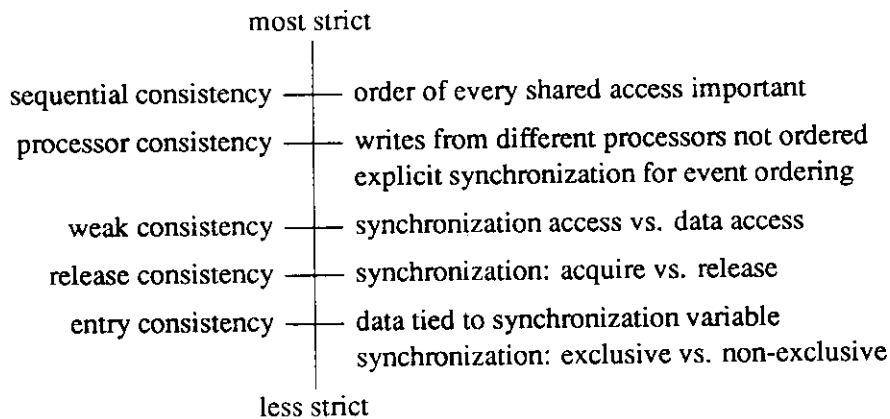 most strict
sequential consistency order of every shared access important
processor consistency writes from different processors not ordered
explicit synchronization for event ordering
weak consistency synchronization access vs. data access
release consistency synchronization: acquire vs. release
entry consistency data tied to synchronization variable
synchronization: exclusive vs. non-exclusive
less strict